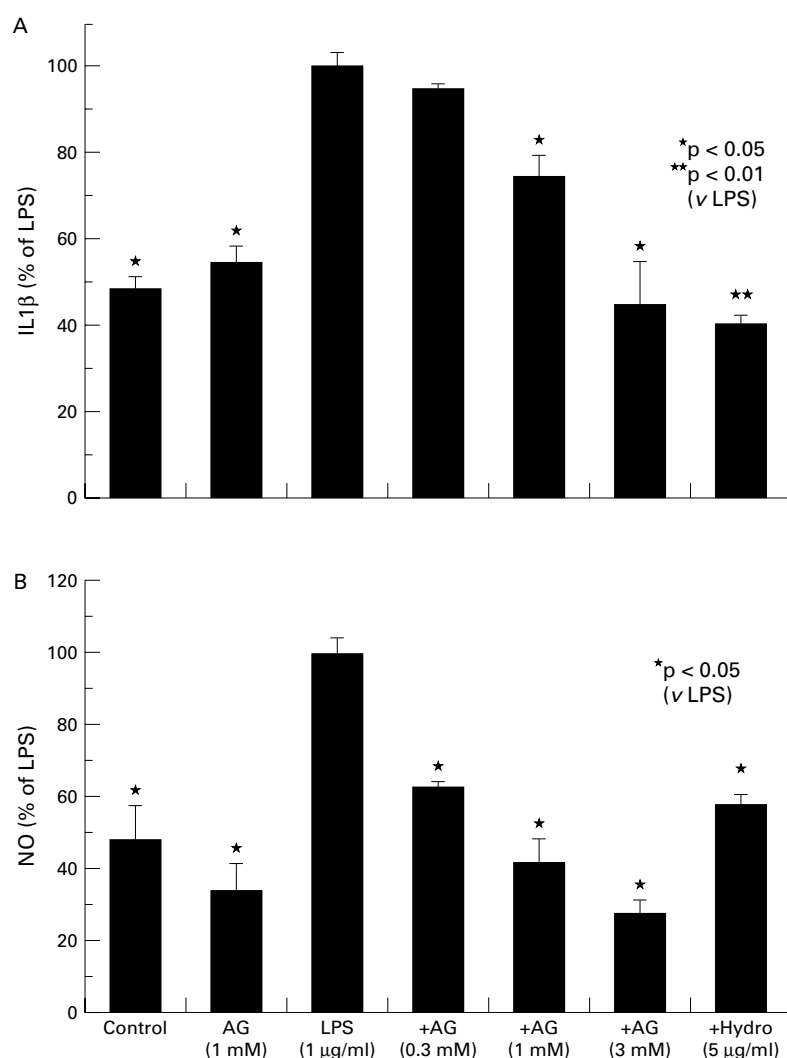 A
IL1β (% of LPS)
100
80
60
40
20
0
★
★
★
★
★★
★p < 0.05
★★p < 0.01
(v LPS)
B
NO (% of LPS)
120
100
80
60
40
20
0
★
★
★
★
★
★
★p < 0.05
(v LPS)
Control
AG
(1 mM)
LPS
(1 µg/ml)
+AG
(0.3 mM)
+AG
(1 mM)
+AG
(3 mM)
+Hydro
(5 µg/ml)